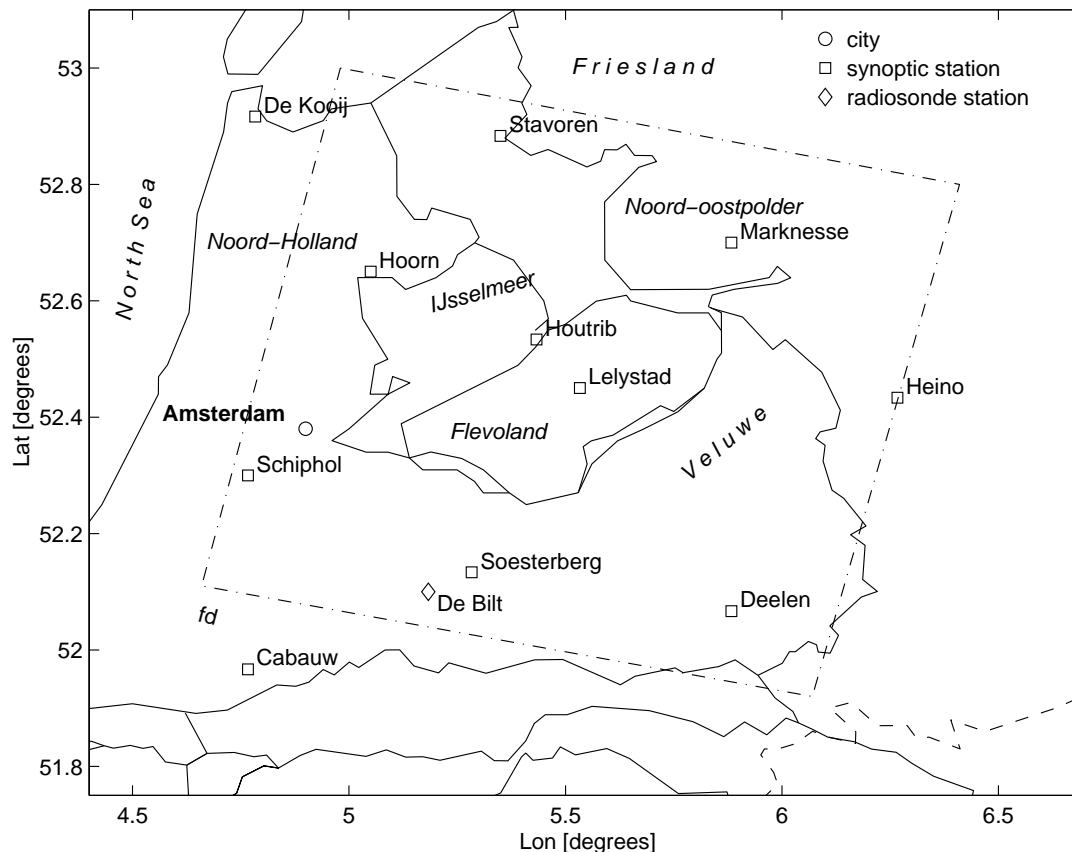 city
synoptic station
radiosonde station
53
52.8
52.6
52.4
52.2
52
51.8
Lat [degrees]
Friesland
De Kooij
Stavoren
North Sea
Noord-Holland
Noord-oostpolder
Marknesse
Hoorn
IJsselmeer
Houtrib
Lelystad
Heino
Amsterdam
Flevoland
Veluwe
Schiphol
Soesterberg
De Bilt
Deelen
fd
Cabauw
4.5
5
5.5
6
6.5
Lon [degrees]